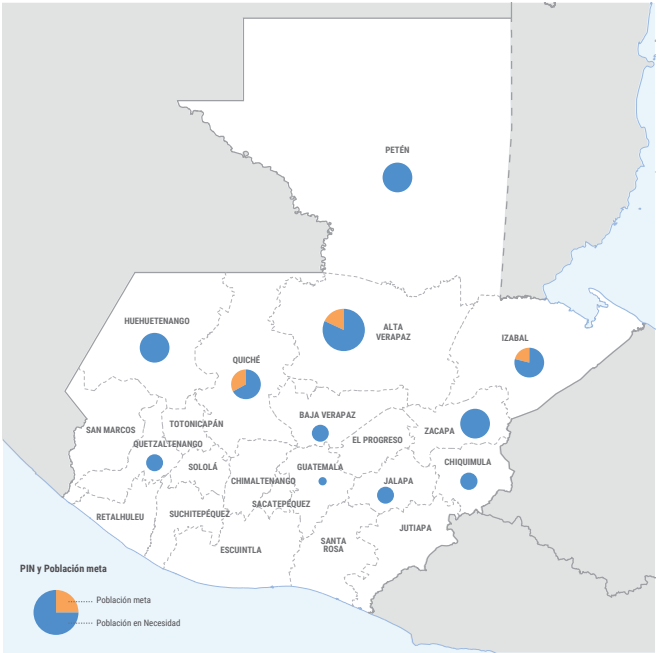 PETÉN
HUEHUETENANGO
ALTA
VERAPAZ
IZABAL
QUICHÉ
BAJA VERAPAZ
TOTONICAPÁN
SAN MARCOS
ZACAPA
EL PROGRESO
QUETZALTENANGO
SOLOLÁ
GUATEMALA
CHIQUIMULA
CHIMALTENANGO
JALAPA
SACATEPÉQUEZ
RETALHULEU
SUCHITEPÉQUEZ
JUTIAPA
SANTA
ROSA
ESCUINTLA
PIN y Población meta
Población meta
Población en Necesidad